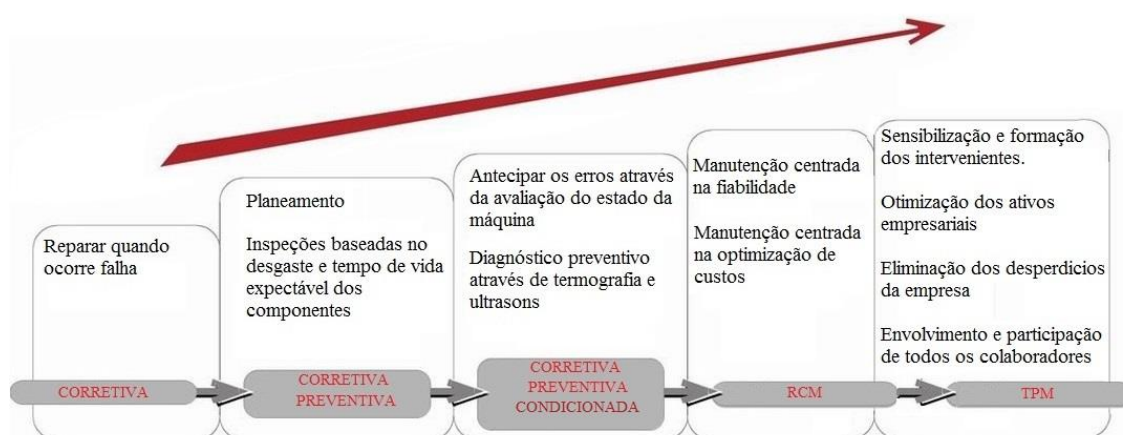 Reparar quando
ocorre falha
CORRETIVA
Planeamento
Inspeções baseadas no
desgaste e tempo de vida
expectável dos
componentes
CORRETIVA
PREVENTIVA
Antecipar os erros através
da avaliação do estado da
máquina
Diagnóstico preventivo
através de termografia e
ultrasons
CORRETIVA
PREVENTIVA
CONDICIONADA
Manutenção centrada
na fiabilidade
Manutenção centrada
na optimização de
custos
RCM
Sensibilização e formação
dos intervenientes.
Otimização dos ativos
empresariais
Eliminação dos desperdicios
da empresa
Envolvimento e participação
de todos os colaboradores
TPM